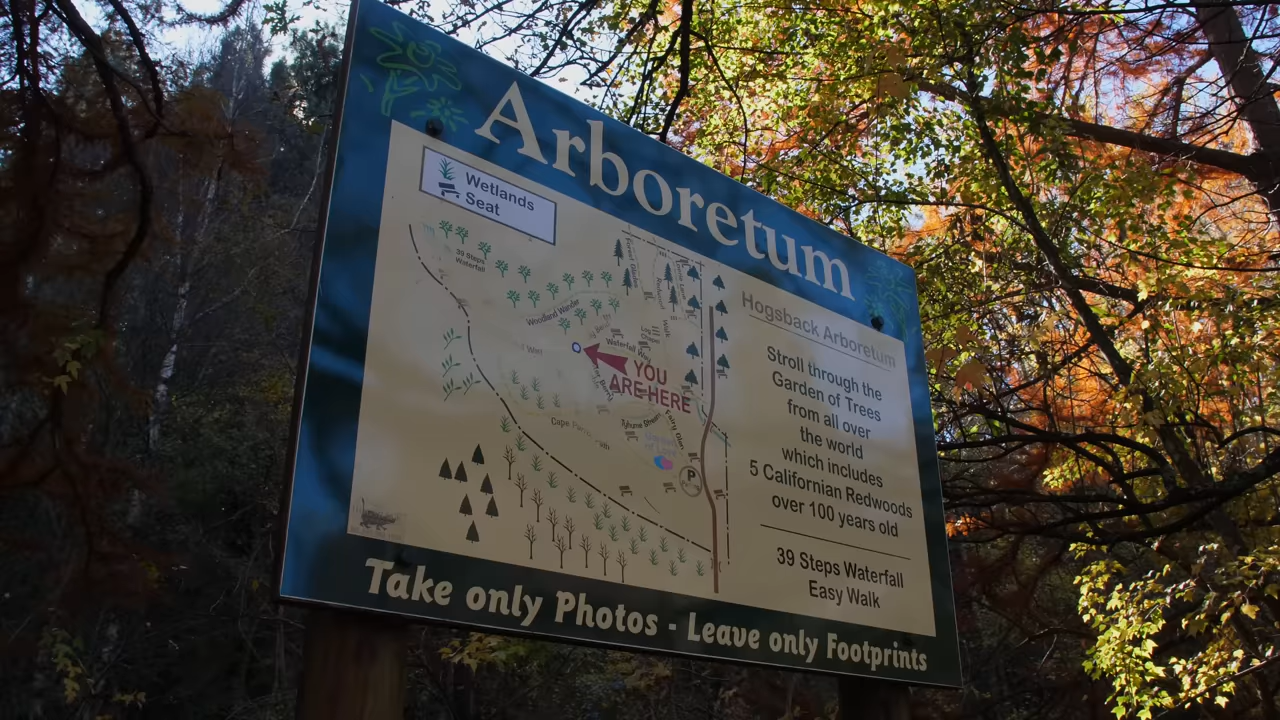 Arboretum
Wetlands
Seat
39 Steps
Waterfall
Woodland Wander
Waterfall Way
YOU
ARE HERE
P
Hogsback Arboretum
Stroll through the
Garden of Trees
from all over
the world
which includes
5 Californian Redwoods
over 100 years old
39 Steps Waterfall
Easy Walk
Take only Photos - Leave only Footprints